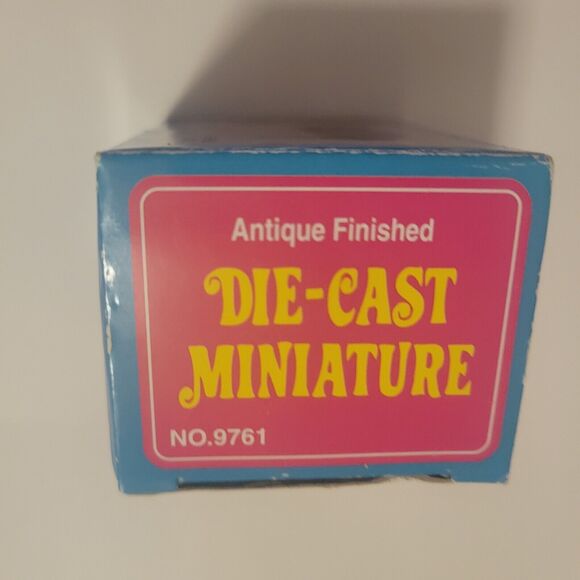 Antique Finished
DIE-CAST
MINIATURE
NO.9761